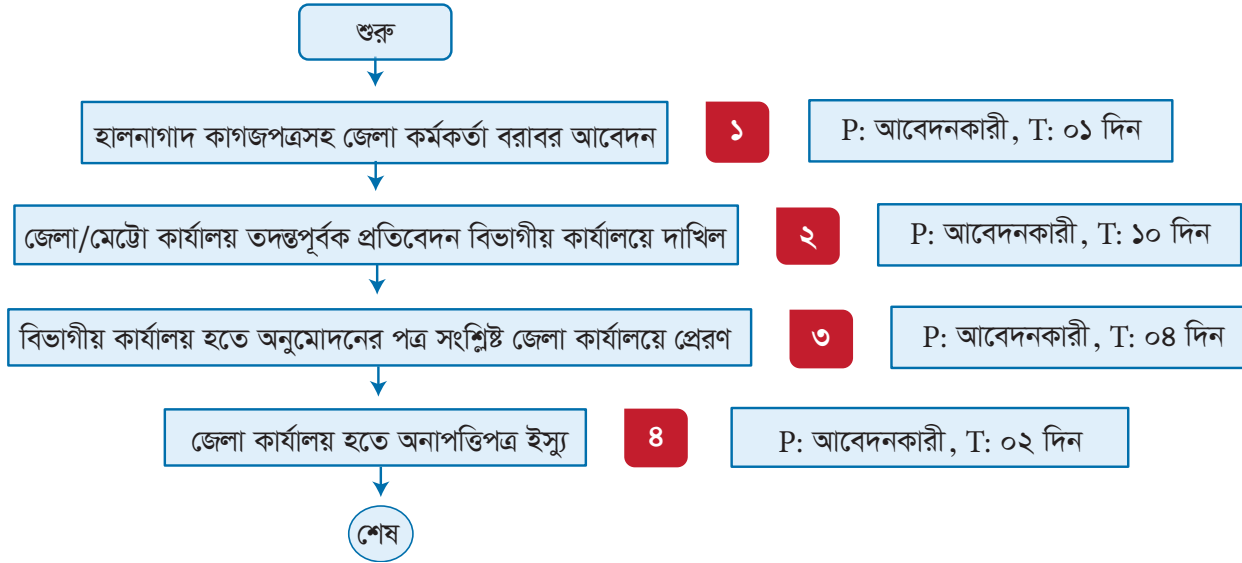 শুরু
হালনাগাদ কাগজপত্রসহ জেলা কর্মকর্তা বরাবর আবেদন ১ P: আবেদনকারী, T: ০১ দিন
জেলা/মেট্টো কার্যালয় তদন্তপূর্বক প্রতিবেদন বিভাগীয় কার্যালয়ে দাখিল ২ P: আবেদনকারী, T: ১০ দিন
বিভাগীয় কার্যালয় হতে অনুমোদনের পত্র সংশ্লিষ্ট জেলা কার্যালয়ে প্রেরণ ৩ P: আবেদনকারী, T: ০৪ দিন
জেলা কার্যালয় হতে অনাপত্তিপত্র ইস্যু ৪ P: আবেদনকারী, T: ০২ দিন
শেষ